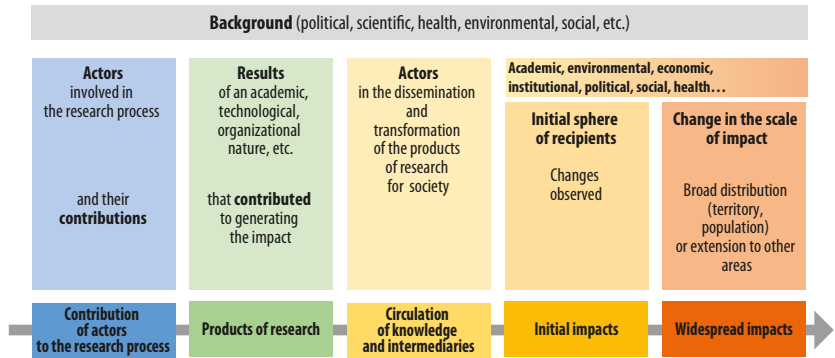 Background (political, scientific, health, environmental, social, etc.)
Actors
involved in
the research process
and their
contributions
Results
of an academic,
technological,
organizational
nature, etc.
that contributed
to generating
the impact
Actors
in the dissemination
and
transformation
of the products
of research
for society
Academic, environmental, economic,
institutional, political, social, health…
Initial sphere
of recipients
Changes
observed
Change in the scale
of impact
Broad distribution
(territory,
population)
or extension to other
areas
Contribution
of actors
to the research process
Products of research
Circulation
of knowledge
and intermediaries
Initial impacts
Widespread impacts